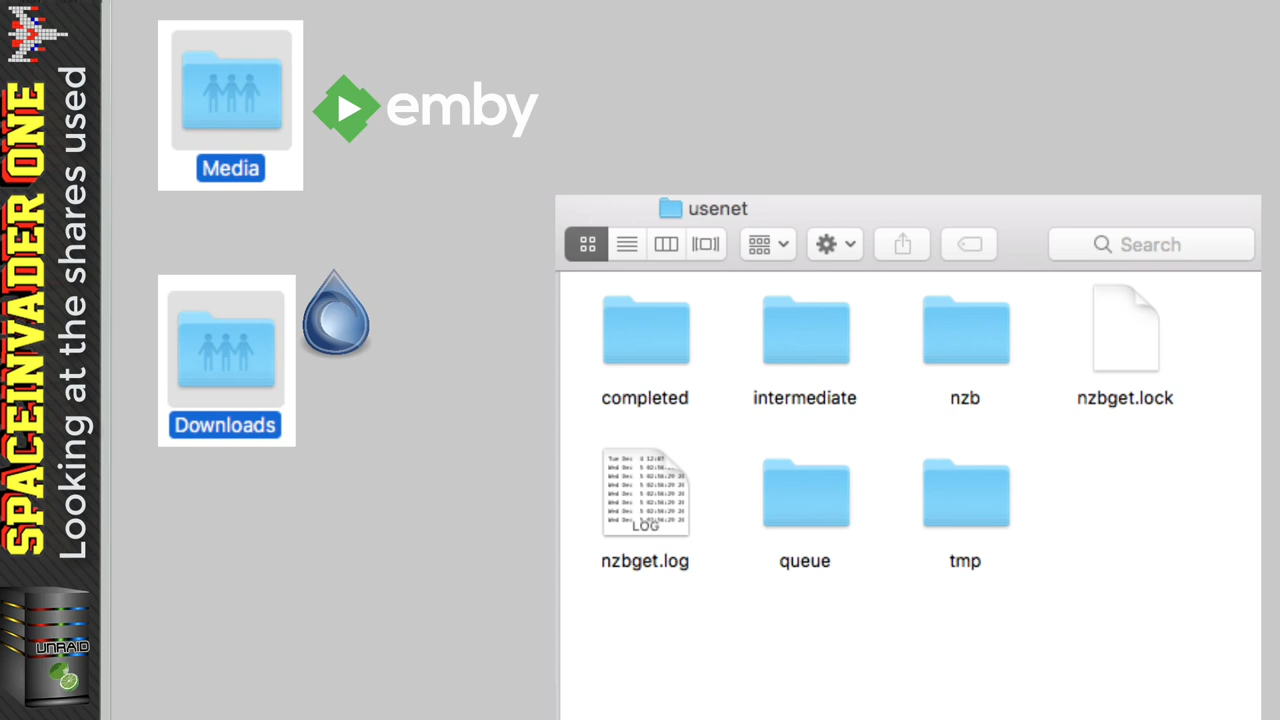 SPACEINVADER ONE
Looking at the shares used
UNRAID
Media
emby
Downloads
usenet
Search
completed
intermediate
nzb
nzbget.lock
LOG
nzbget.log
queue
tmp